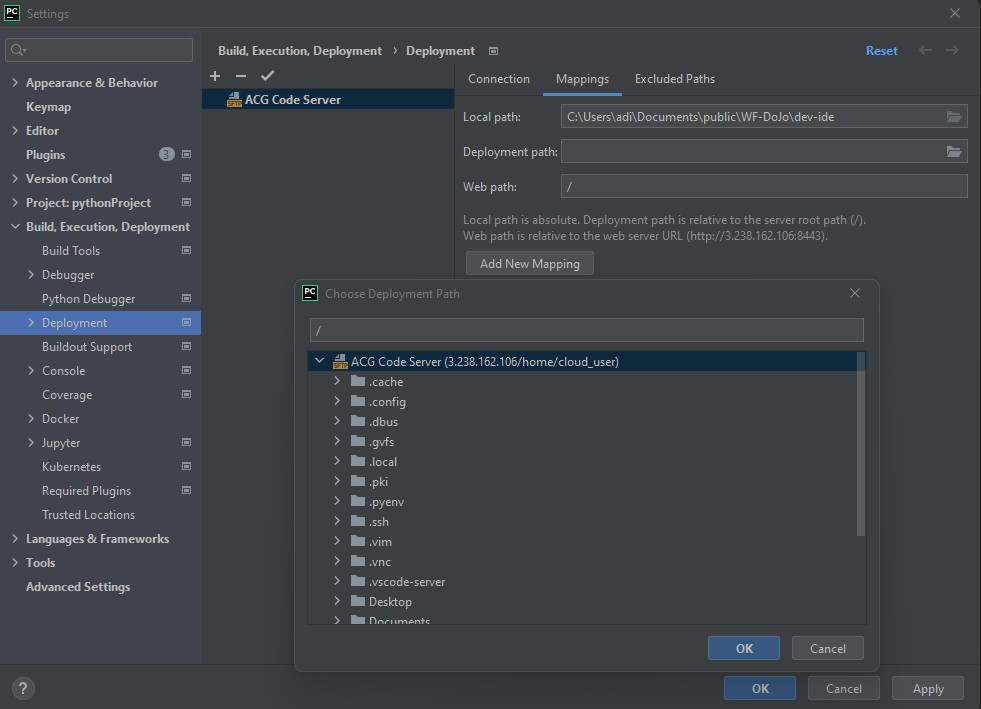 PC Settings
Build, Execution, Deployment › Deployment
Reset
Appearance & Behavior
Keymap
Editor
Plugins 3
Version Control
Project: pythonProject
Build, Execution, Deployment
Build Tools
Debugger
Python Debugger
Deployment
Buildout Support
Console
Coverage
Docker
Jupyter
Kubernetes
Required Plugins
Trusted Locations
Languages & Frameworks
Tools
Advanced Settings
SFTP ACG Code Server
Connection Mappings Excluded Paths
Local path: C:\Users\adi\Documents\public\WF-DoJo\dev-ide
Deployment path:
Web path: /
Local path is absolute. Deployment path is relative to the server root path (/).
Web path is relative to the web server URL (http://3.238.162.106:8443).
Add New Mapping
PC Choose Deployment Path
/
SFTP ACG Code Server (3.238.162.106/home/cloud_user)
.cache
.config
.dbus
.gvfs
.local
.pki
.pyenv
.ssh
.vim
.vnc
.vscode-server
Desktop
Documents
OK Cancel
? OK Cancel Apply